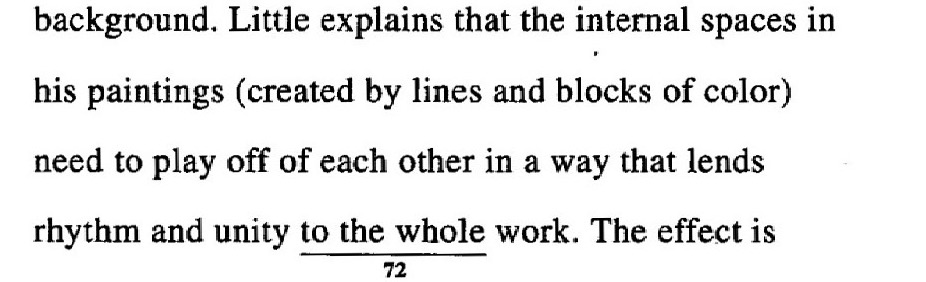 background. Little explains that the internal spaces in
his paintings (created by lines and blocks of color)
need to play off of each other in a way that lends
rhythm and unity to the whole work. The effect is
72